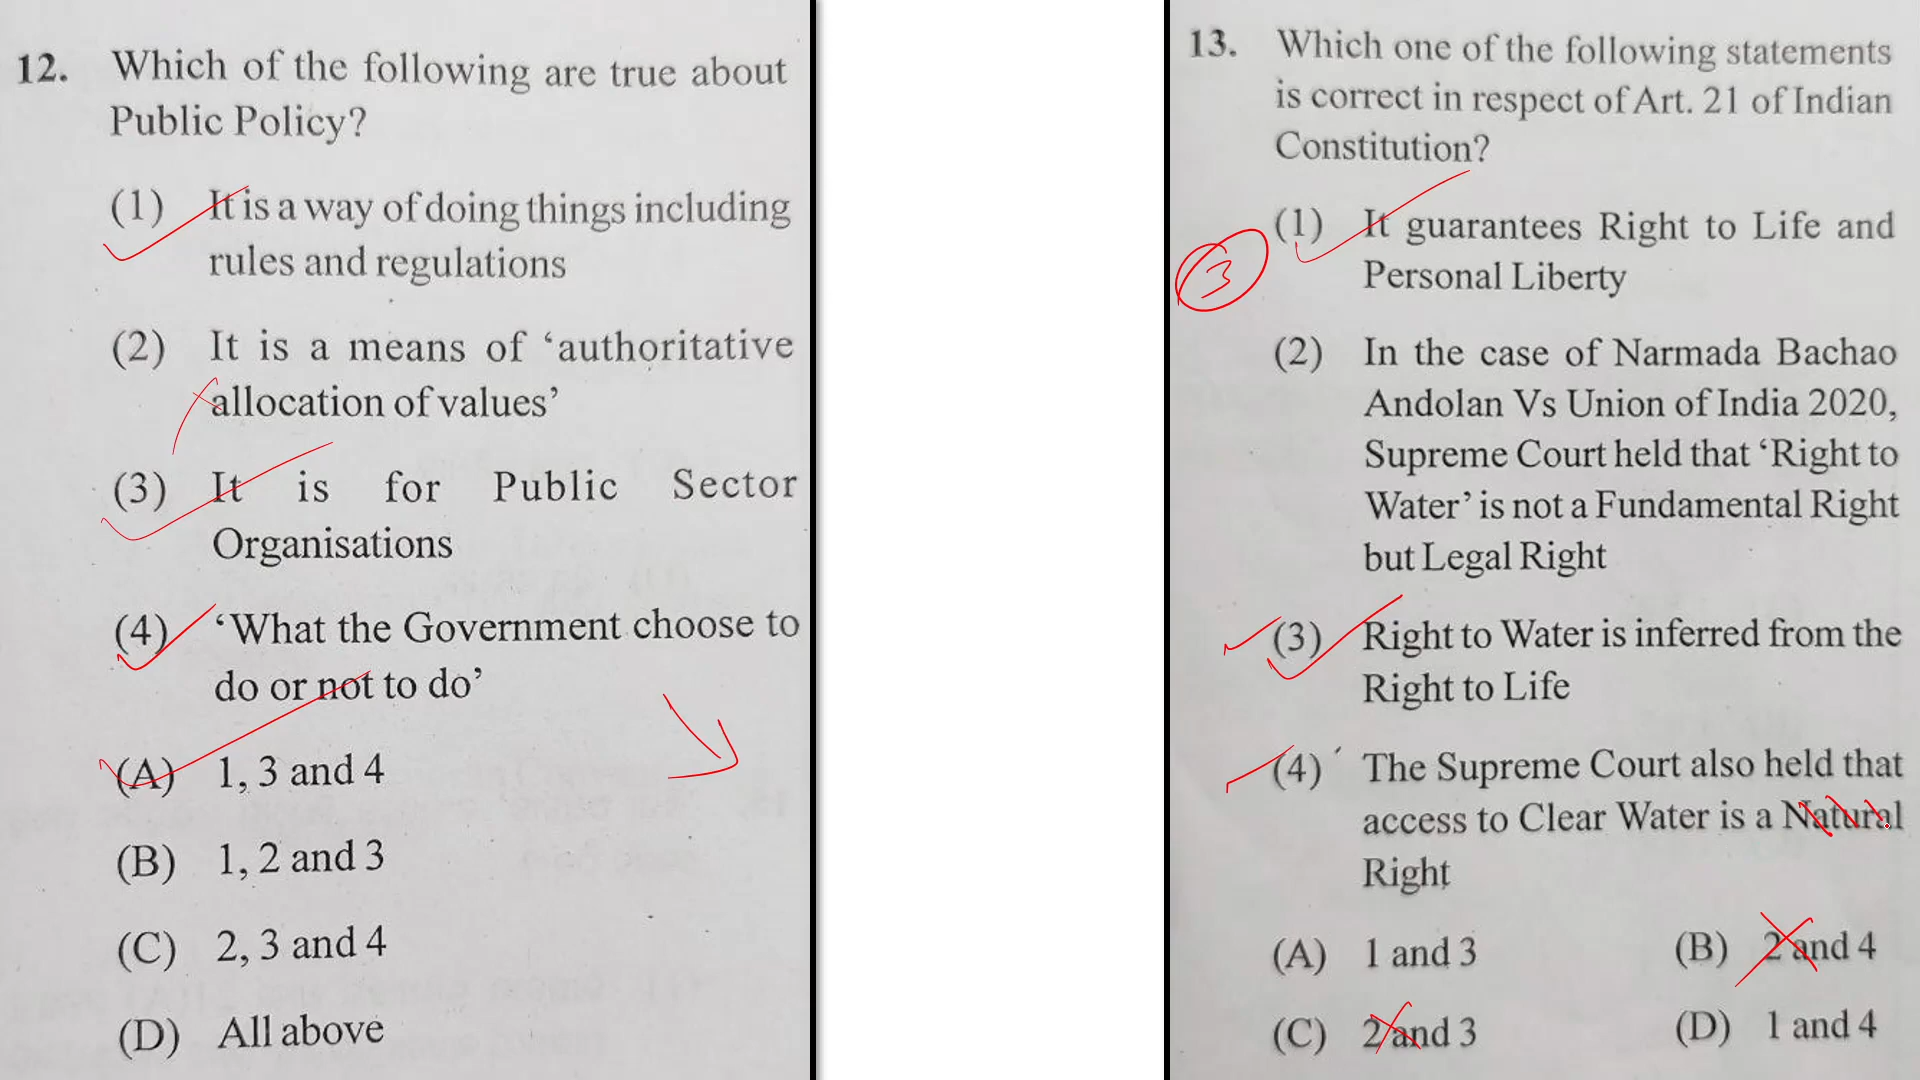 12. Which of the following are true about
Public Policy?
(1) It is a way of doing things including
rules and regulations
(2) It is a means of ‘authoritative
allocation of values’
(3) It is for Public Sector
Organisations
(4) ‘What the Government choose to
do or not to do’
(A) 1, 3 and 4
(B) 1, 2 and 3
(C) 2, 3 and 4
(D) All above
13. Which one of the following statements
is correct in respect of Art. 21 of Indian
Constitution?
3
(1) It guarantees Right to Life and
Personal Liberty
(2) In the case of Narmada Bachao
Andolan Vs Union of India 2020,
Supreme Court held that ‘Right to
Water’ is not a Fundamental Right
but Legal Right
(3) Right to Water is inferred from the
Right to Life
(4) The Supreme Court also held that
access to Clear Water is a Natural
Right
(A) 1 and 3 (B) 2 and 4
(C) 2 and 3 (D) 1 and 4